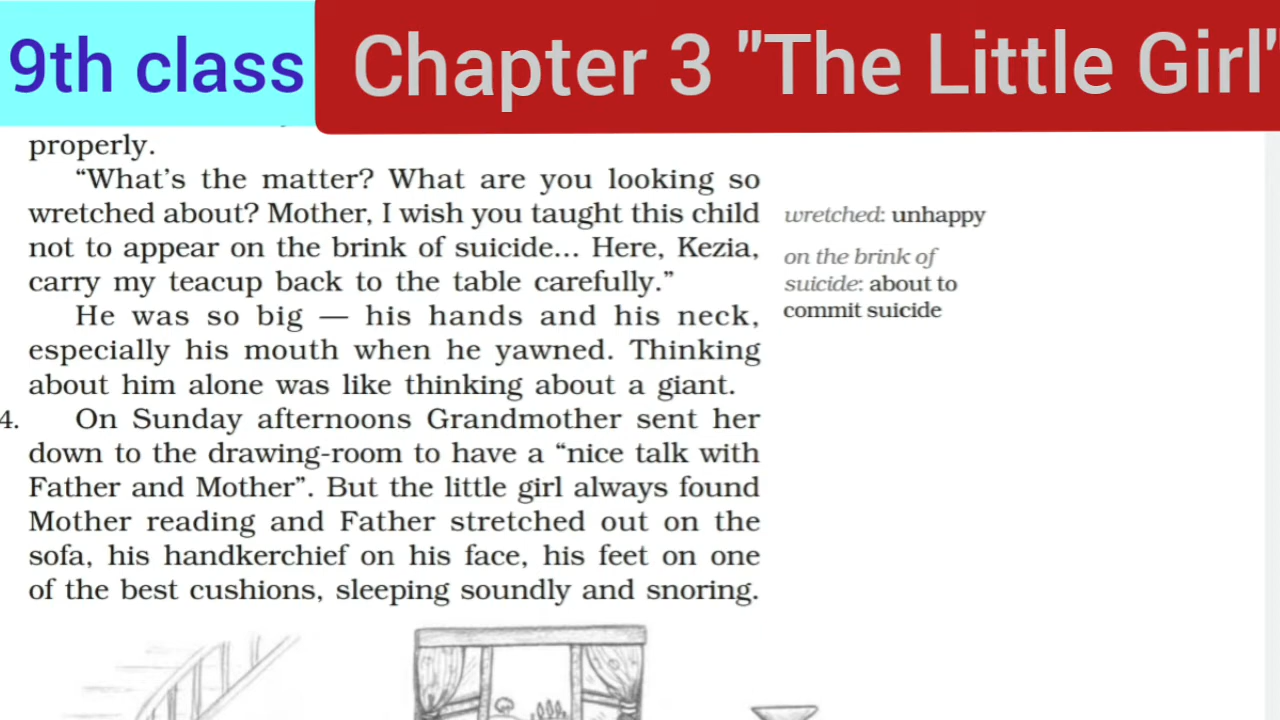 9th class
Chapter 3 "The Little Girl"
properly.
“What’s the matter? What are you looking so
wretched about? Mother, I wish you taught this child
not to appear on the brink of suicide... Here, Kezia,
carry my teacup back to the table carefully.”
He was so big — his hands and his neck,
especially his mouth when he yawned. Thinking
about him alone was like thinking about a giant.
4. On Sunday afternoons Grandmother sent her
down to the drawing-room to have a “nice talk with
Father and Mother”. But the little girl always found
Mother reading and Father stretched out on the
sofa, his handkerchief on his face, his feet on one
of the best cushions, sleeping soundly and snoring.
wretched: unhappy
on the brink of
suicide: about to
commit suicide